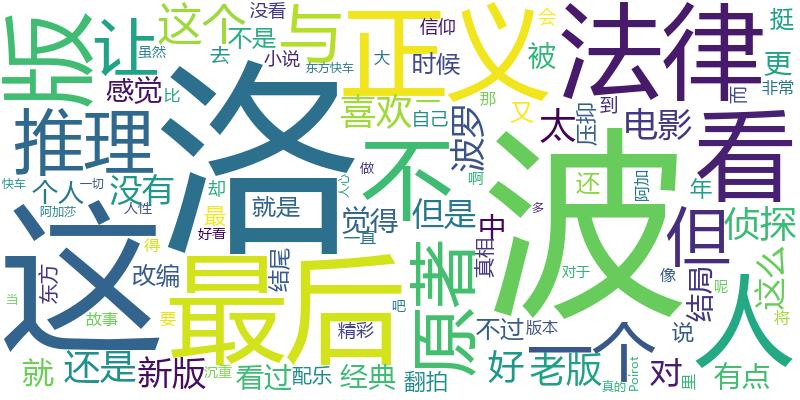 版
让
这个
与
没看
不是
去
小说
虽然
东方快车
正义
大
信仰
时候
被
会
法律
挺
更
非常
感觉
比
洛
推理
喜欢
一
自己
波罗
那
又
太
压抑
到
电影
而
看
不
快车
一切
个人
没有
却
最
就是
做
心
人
啊
觉得
但是
中
还
阿加
年
但
侦探
阿加莎
人性
好看
一直
波
多
真相
这
得
东方
改编
最后
结尾
原著
对于
像
结局
这么
呢
当
故事
要
精彩
吧
不过
版本
一个
说
将
人
就
还是
新版
沉重
看过
配乐
经典
翻拍
好
老版
真的
Poirot
对
里
有点